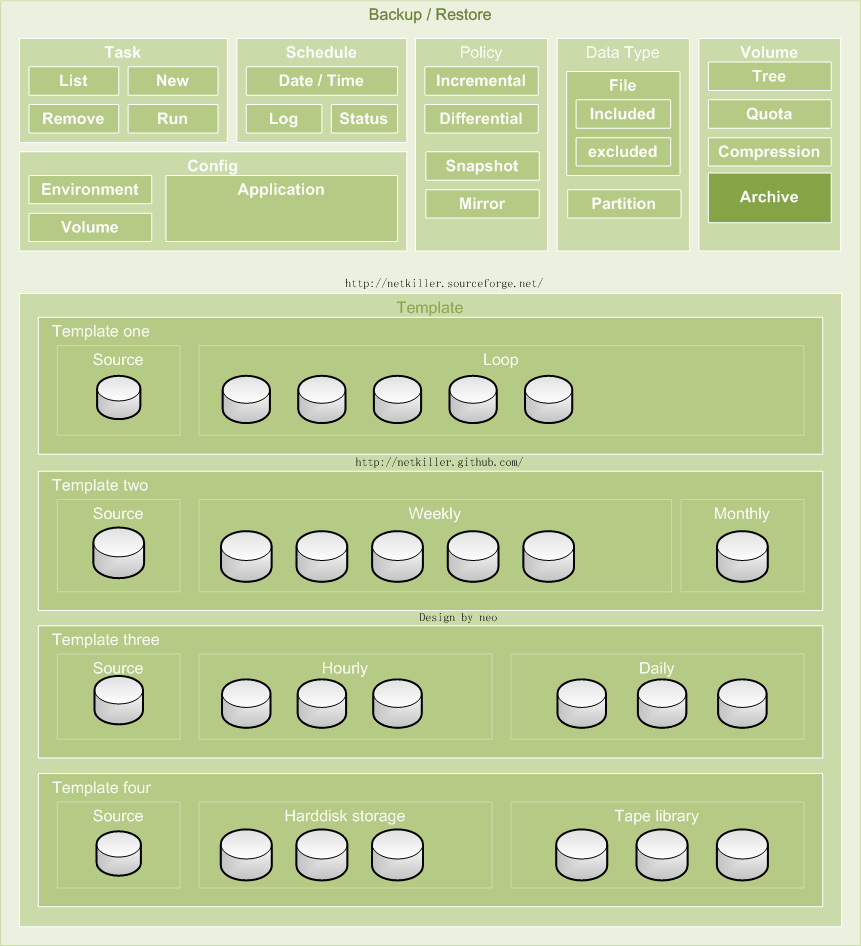 Backup / Restore
Task
List
New
Remove
Run
Schedule
Date / Time
Log
Status
Policy
Incremental
Differential
Snapshot
Mirror
Data Type
File
Included
excluded
Partition
Volume
Tree
Quota
Compression
Archive
Config
Environment
Application
Volume
http://netkiller.sourceforge.net/
Template
Template one
Source
Loop
http://netkiller.github.com/
Template two
Source
Weekly
Monthly
Design by neo
Template three
Source
Hourly
Daily
Template four
Source
Harddisk storage
Tape library